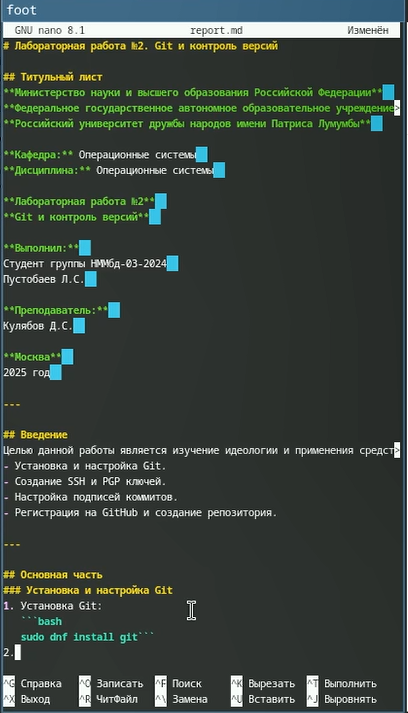 foot
GNU nano 8.1 report.md Изменён
# Лабораторная работа №2. Git и контроль версий
## Титульный лист
**Министерство науки и высшего образования Российской Федерации**
**Федеральное государственное автономное образовательное учреждение>
**Российский университет дружбы народов имени Патриса Лумумбы**
**Кафедра:** Операционные системы
**Дисциплина:** Операционные системы
**Лабораторная работа №2**
**Git и контроль версий**
**Выполнил:**
Студент группы НММбд-03-2024
Пустобаев Л.С.
**Преподаватель:**
Кулябов Д.С.
**Москва**
2025 год
---
## Введение
Целью данной работы является изучение идеологии и применения средст>
- Установка и настройка Git.
- Создание SSH и PGP ключей.
- Настройка подписей коммитов.
- Регистрация на GitHub и создание репозитория.
---
## Основная часть
### Установка и настройка Git
1. Установка Git:
```bash
sudo dnf install git```
2.
^G Справка ^O Записать ^F Поиск ^K Вырезать ^T Выполнить
^X Выход ^R ЧитФайл ^\ Замена ^U Вставить ^J Выровнять